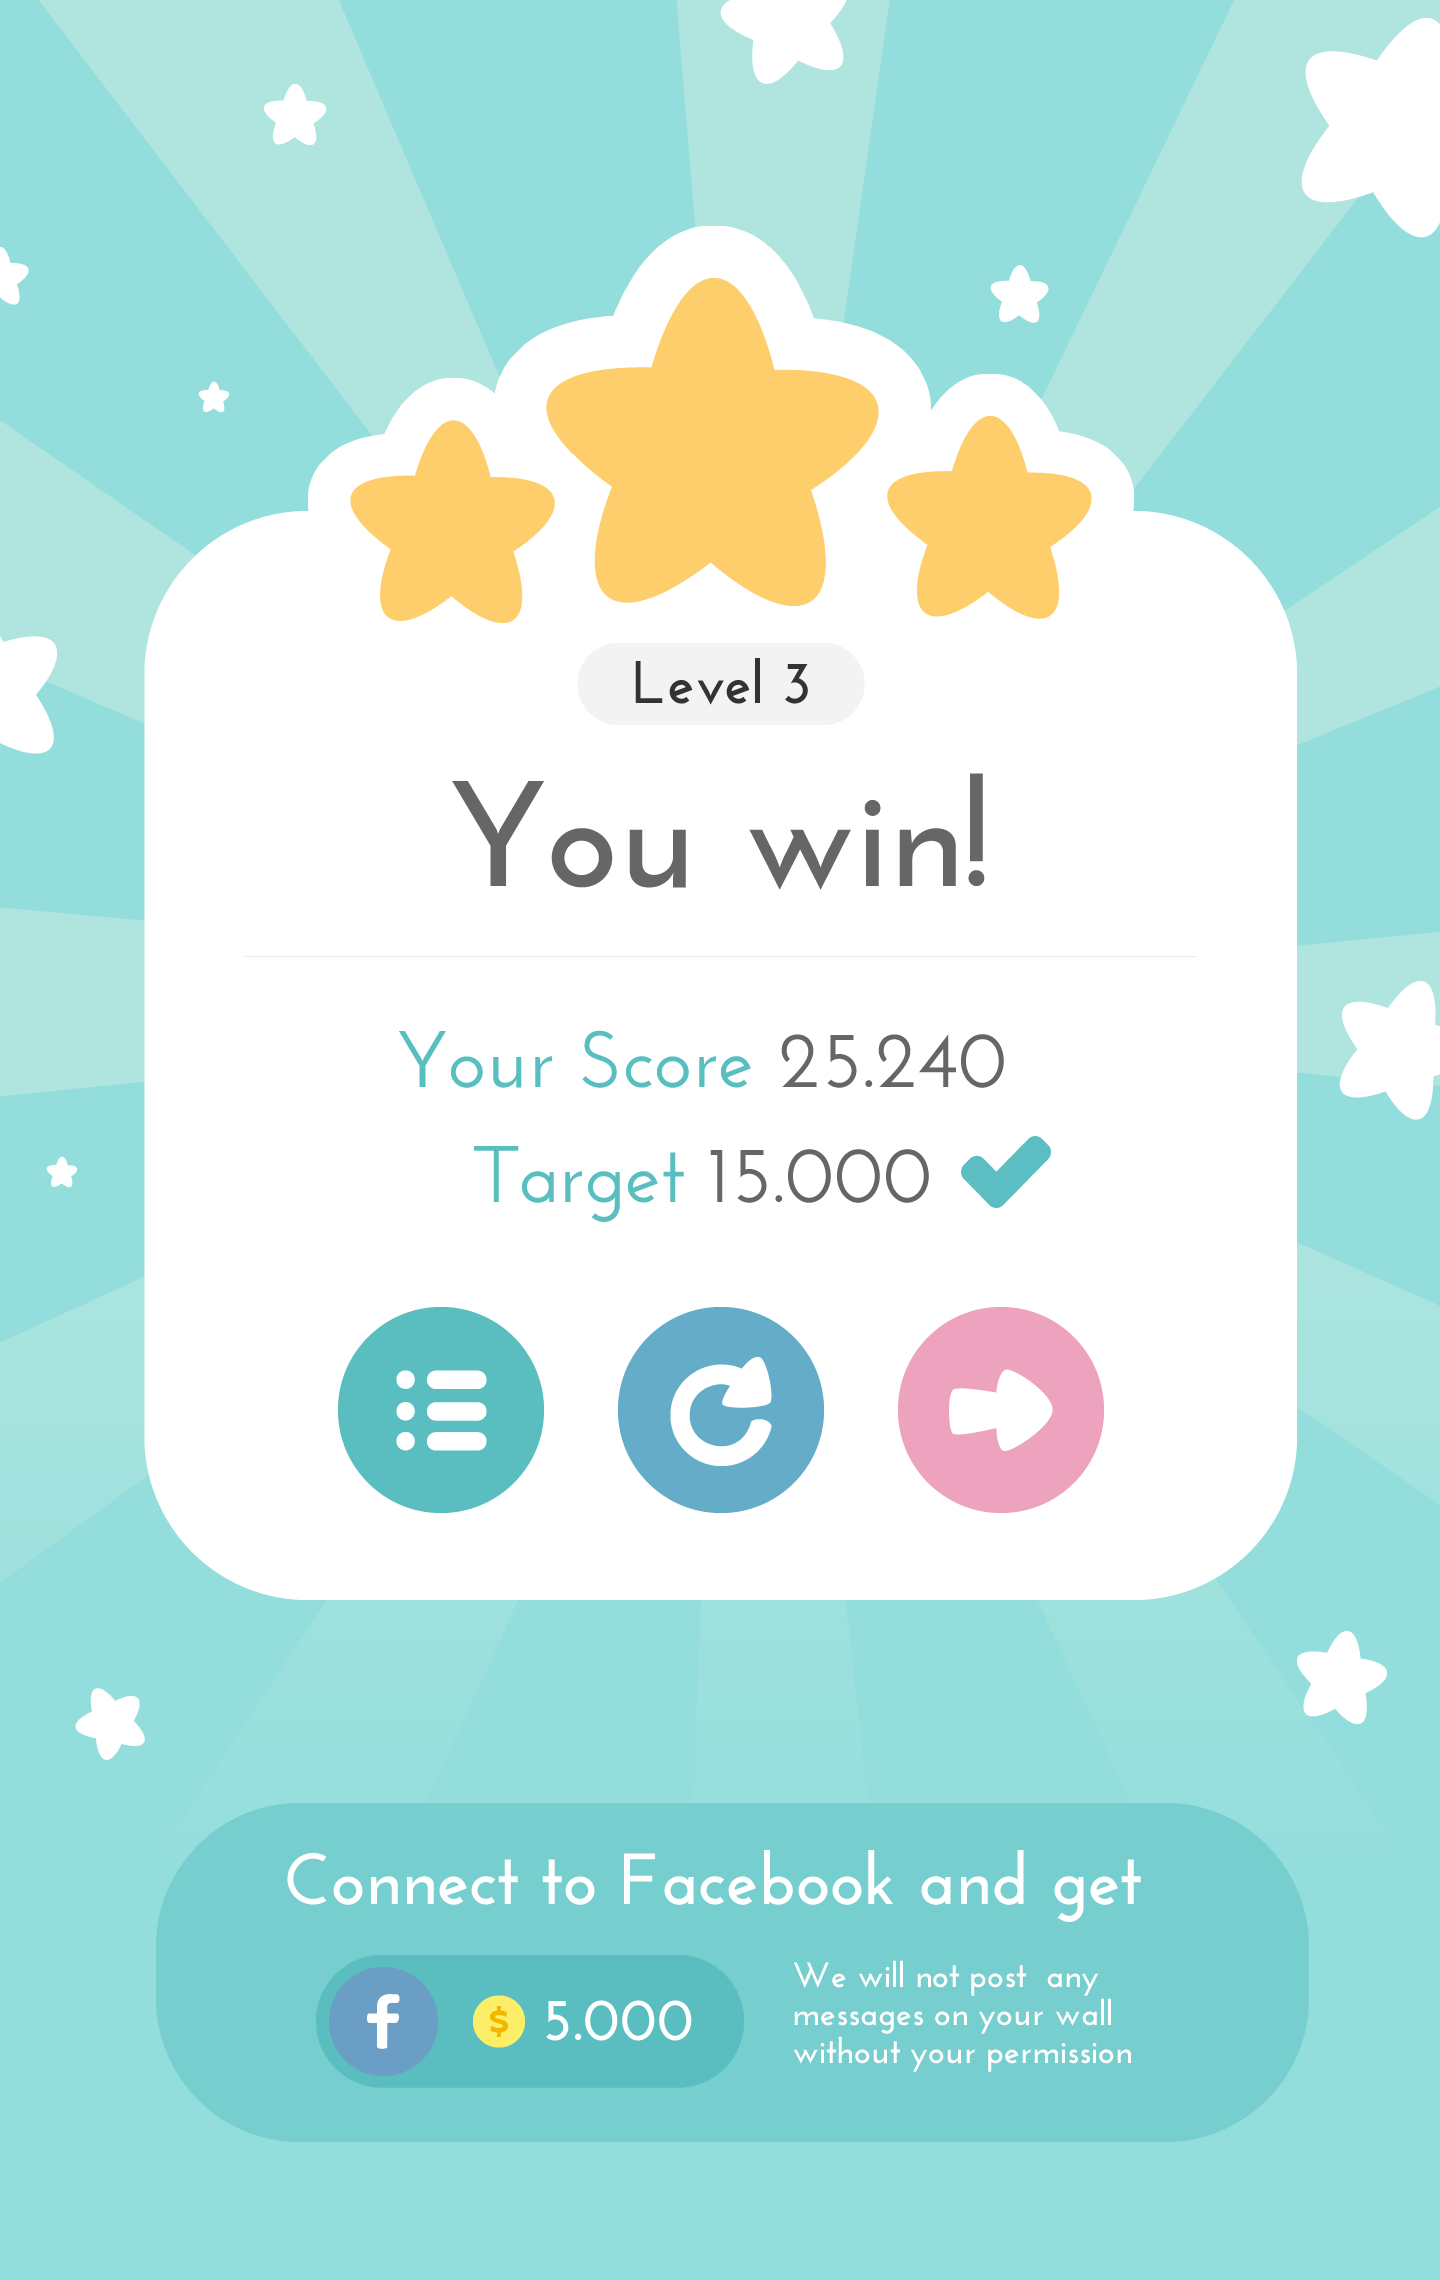 Level 3
You win!
Your Score 25.240
Target 15.000
Connect to Facebook and get
f $ 5.000
We will not post any
messages on your wall
without your permission